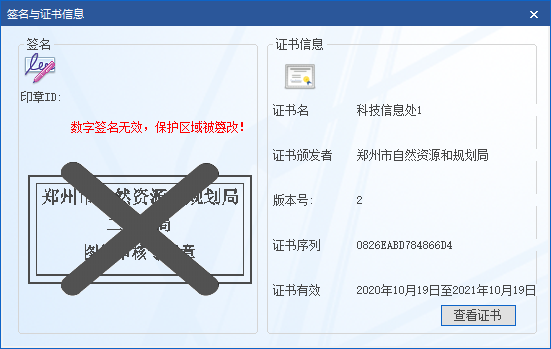 签名与证书信息
签名
印章ID:
数字签名无效，保护区域被篡改!
郑州市自然资源和规划局
局
图
审核
章
证书信息
证书名 科技信息处1
证书颁发者 郑州市自然资源和规划局
版本号: 2
证书序列 0826EABD784866D4
证书有效 2020年10月19日至2021年10月19日
查看证书